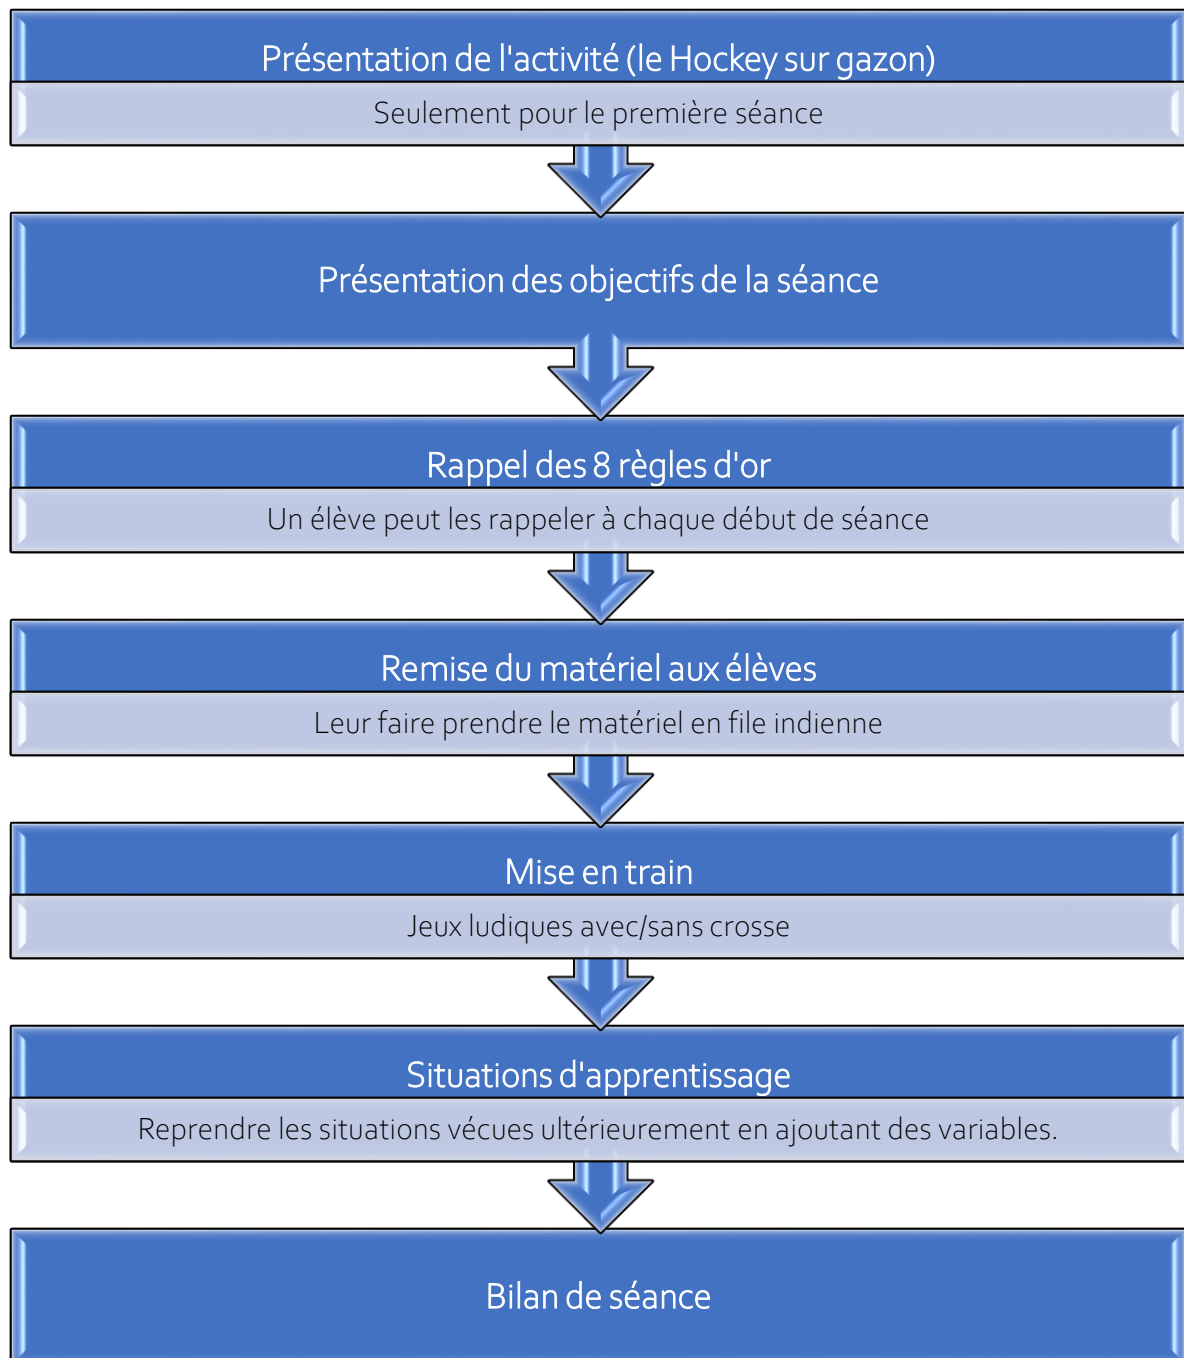 Présentation de l'activité (le Hockey sur gazon)
Seulement pour le première séance
Présentation des objectifs de la séance
Rappel des 8 règles d'or
Un élève peut les rappeler à chaque début de séance
Remise du matériel aux élèves
Leur faire prendre le matériel en file indienne
Mise en train
Jeux ludiques avec/sans crosse
Situations d'apprentissage
Reprendre les situations vécues ultérieurement en ajoutant des variables.
Bilan de séance